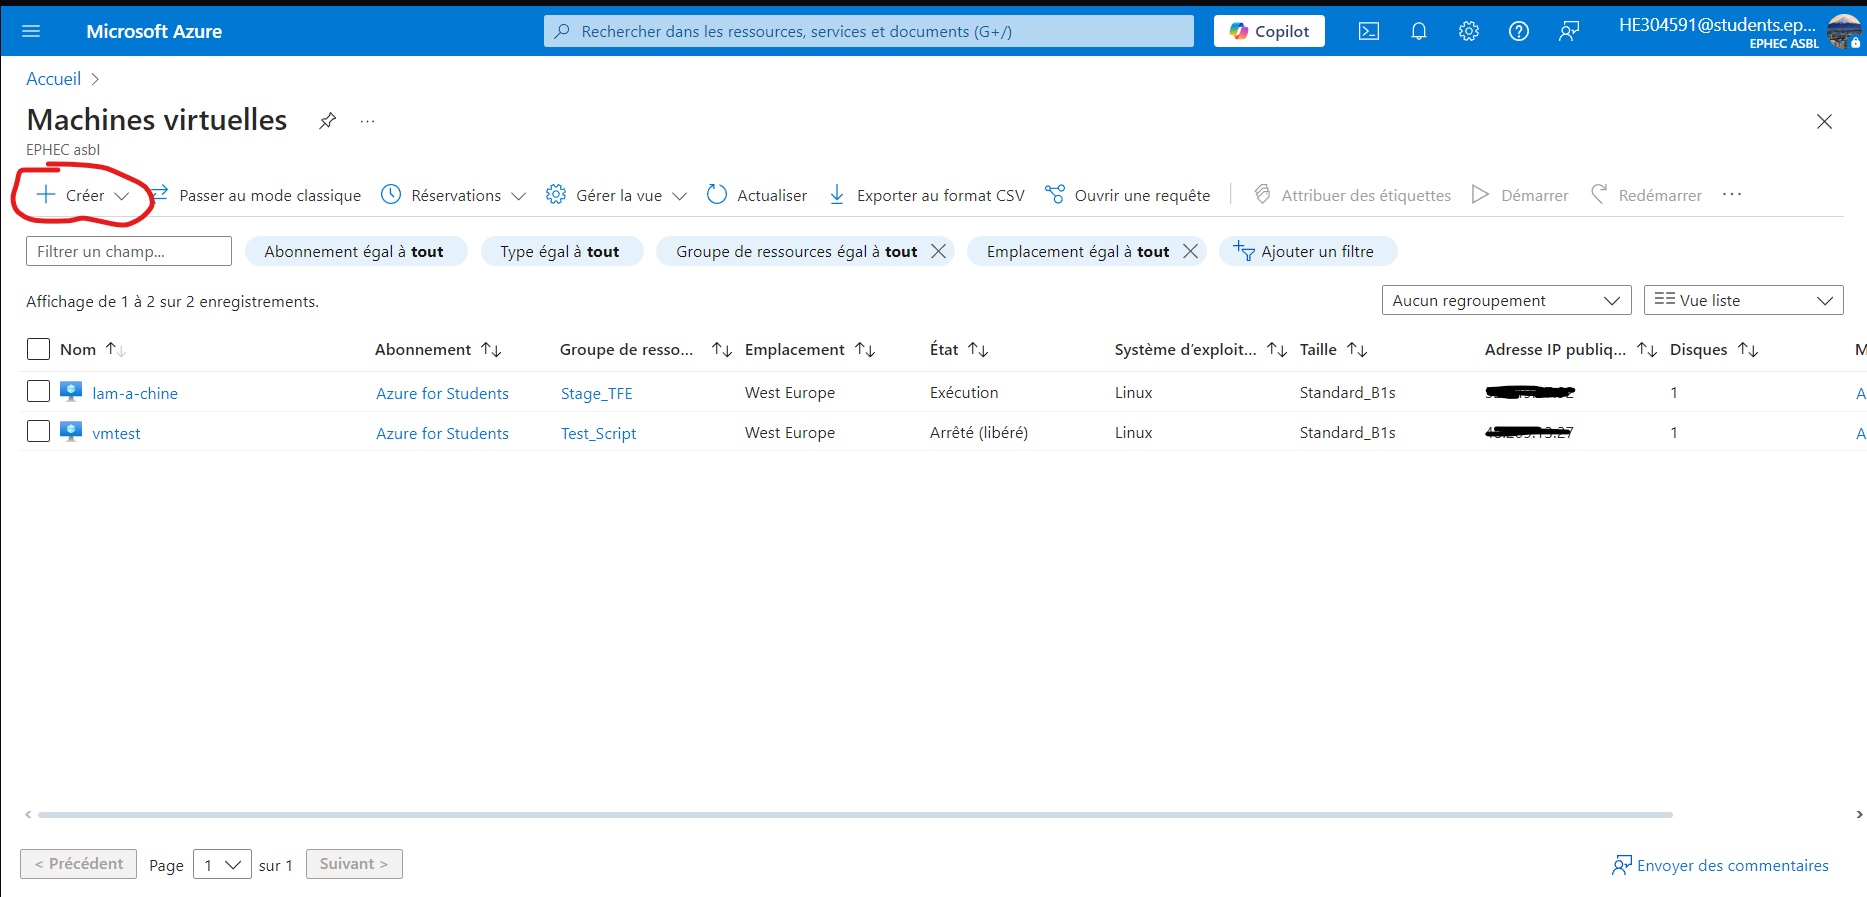 Microsoft Azure
Rechercher dans les ressources, services et documents (G+/)
Copilot
HE304591@students.ep...
EPHEC ASBL
Accueil >
Machines virtuelles
...
EPHEC asbl
+ Créer
Passer au mode classique
Réservations
Gérer la vue
Actualiser
Exporter au format CSV
Ouvrir une requête
Attribuer des étiquettes
Démarrer
Redémarrer
...
Filtrer un champ...
Abonnement égal à tout
Type égal à tout
Groupe de ressources égal à tout
Emplacement égal à tout
Ajouter un filtre
Affichage de 1 à 2 sur 2 enregistrements.
Aucun regroupement
Vue liste
Nom Abonnement Groupe de resso... Emplacement État Système d'exploit... Taille Adresse IP publiq... Disques M
lam-a-chine Azure for Students Stage_TFE West Europe Exécution Linux Standard_B1s 1 A
vmtest Azure for Students Test_Script West Europe Arrêté (libéré) Linux Standard_B1s 1 A
< Précédent Page 1 sur 1 Suivant >
Envoyer des commentaires